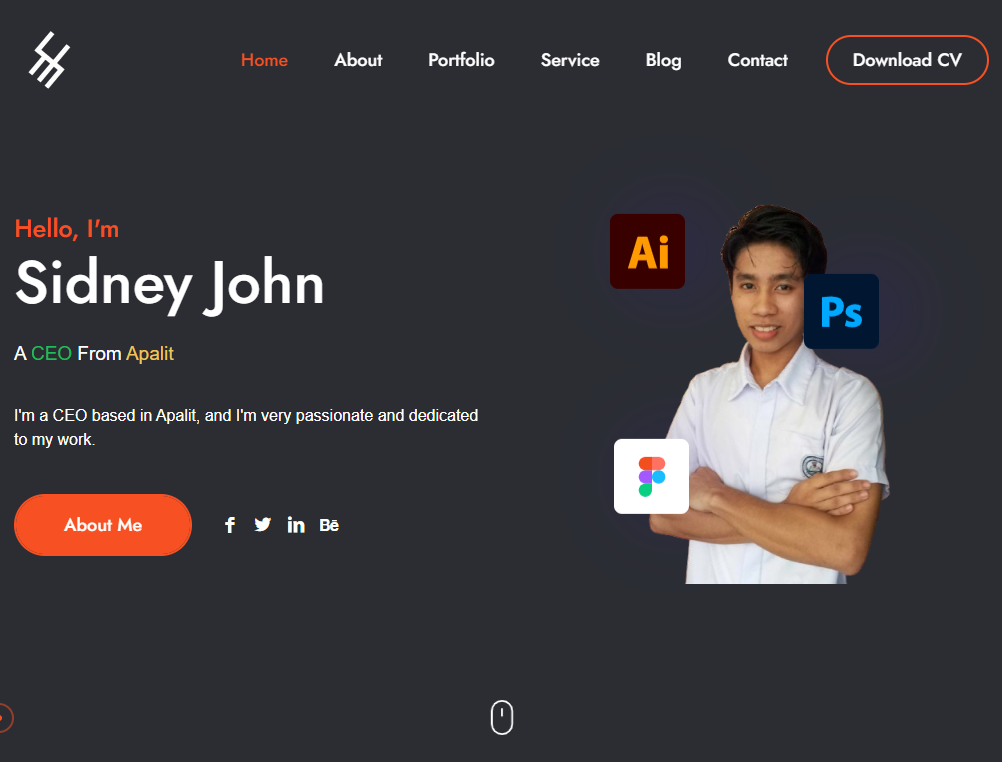 Home About Portfolio Service Blog Contact Download CV
Hello, I'm
Sidney John
A CEO From Apalit
I'm a CEO based in Apalit, and I'm very passionate and dedicated
to my work.
About Me
Bē
Ai
Ps